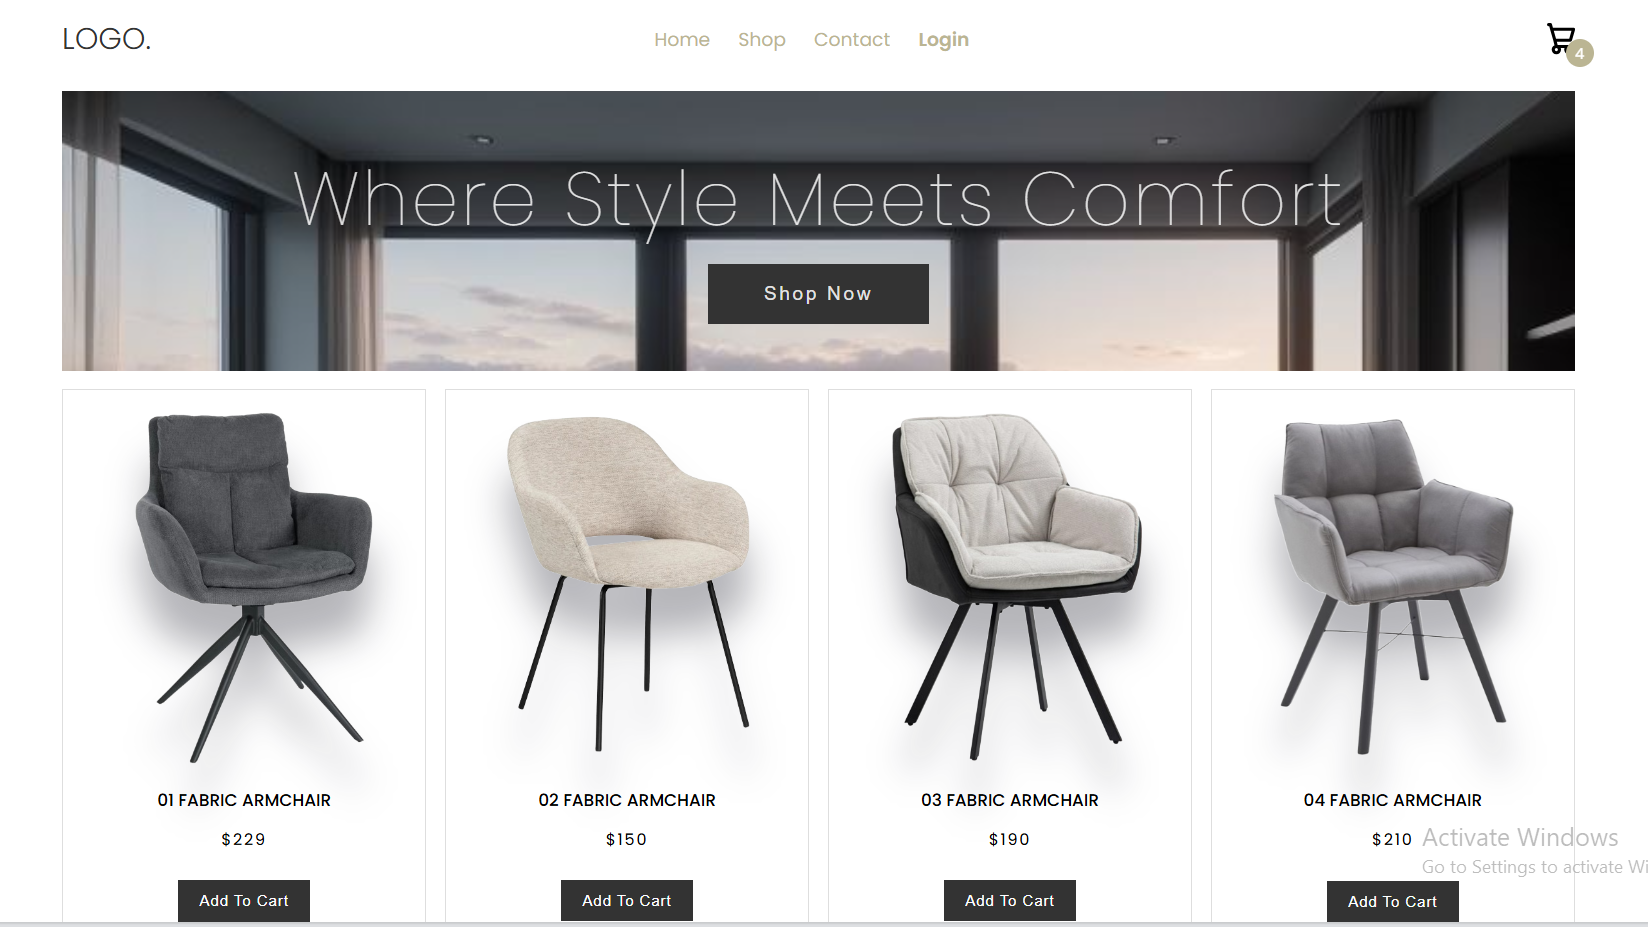 LOGO.
Home Shop Contact Login
4
Where Style Meets Comfort
Shop Now
01 FABRIC ARMCHAIR
$229
Add To Cart
02 FABRIC ARMCHAIR
$150
Add To Cart
03 FABRIC ARMCHAIR
$190
Add To Cart
04 FABRIC ARMCHAIR
$210
Add To Cart
Activate Windows
Go to Settings to activate Wi